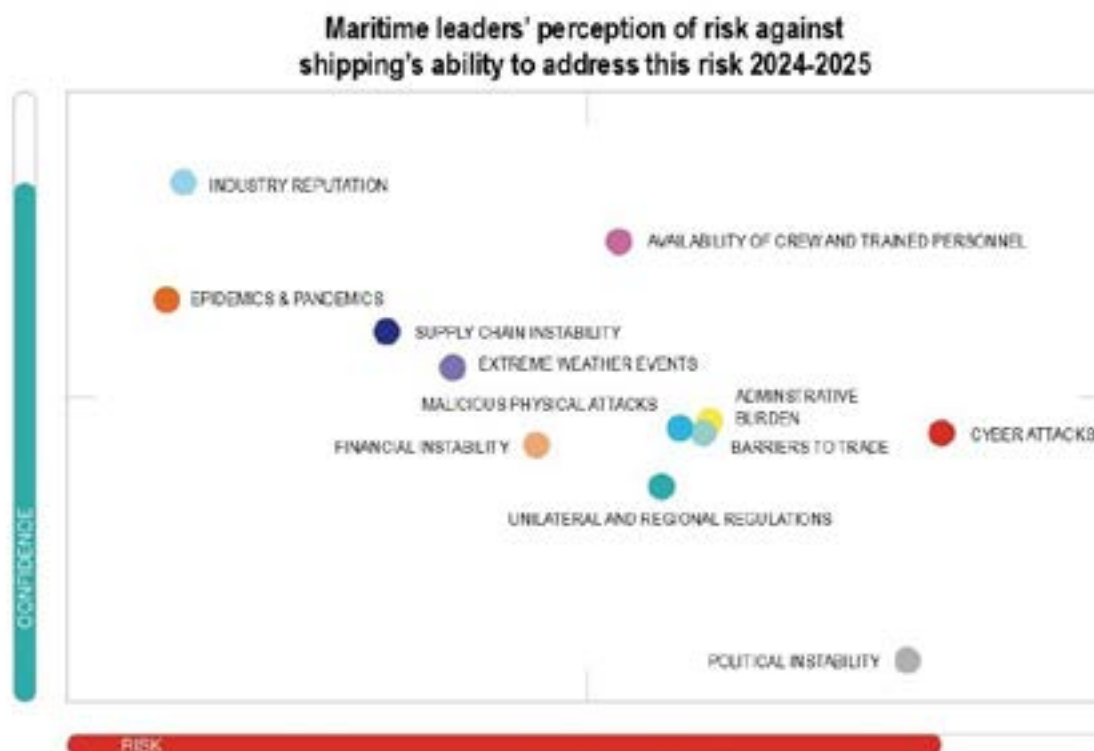 Maritime leaders' perception of risk against
shipping's ability to address this risk 2024-2025
INDUSTRY REPUTATION
AVAILABILITY OF CREW AND TRAINED PERSONNEL
EPIDEMICS & PANDEMICS
SUPPLY CHAIN INSTABILITY
EXTREME WEATHER EVENTS
MALICIOUS PHYSICAL ATTACKS
ADMINSTRATIVE
BURDEN
FINANCIAL INSTABILITY
BARRIERS TO TRADE
CYBER ATTACKS
UNILATERAL AND REGIONAL REGULATIONS
CONFIDENCE
POLITICAL INSTABILITY
RISK